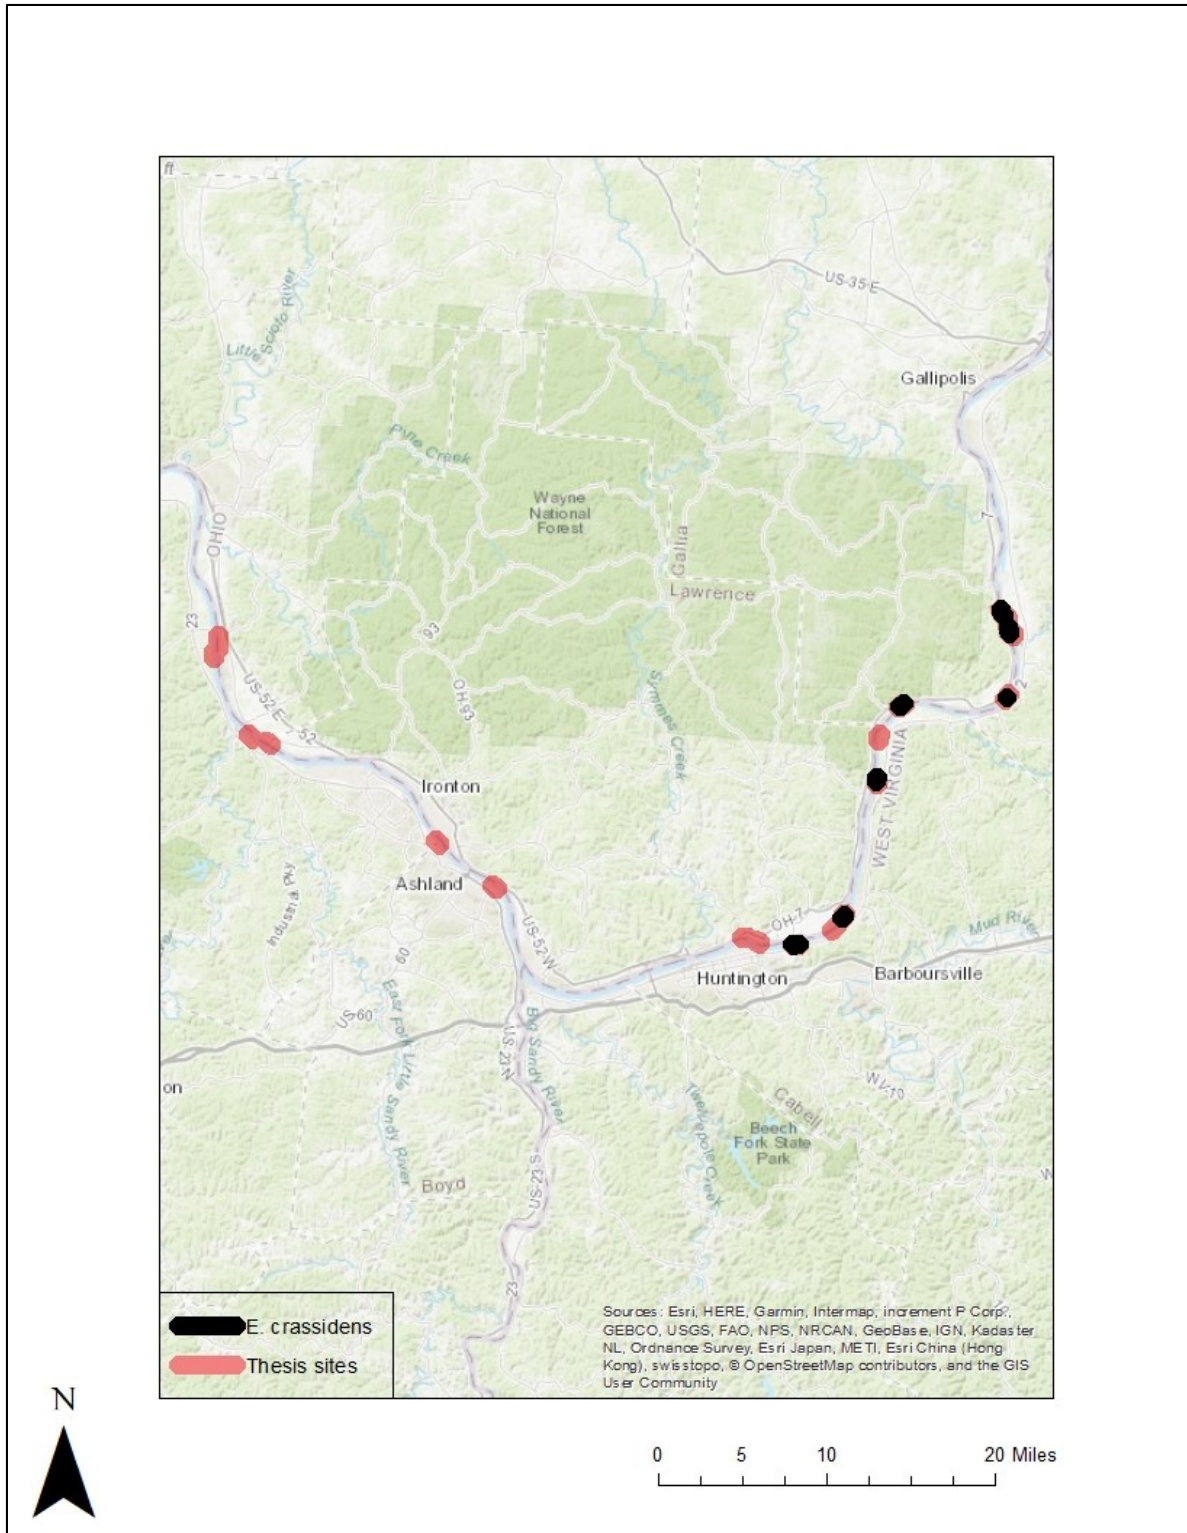 ft
US-35 E
Little Scioto River
Gallipolis
Pine Creek
Wayne
National
Forest
OHIO
7
Gallia
Lawrence
23
93
US-52 E
52
OH-93
Symmes Creek
2
WEST VIRGINIA
Ironton
Ashland
Industrial Pky
OH-7
Mud River
US-52 W
Huntington
Barboursville
60
US-60
East Fork Little Sandy River
US-23 N
Big Sandy River
on
WV-10
Cabell
Twelvepole Creek
Beech
Fork State
Park
Boyd
US-23 S
W
23
E. crassidens
Thesis sites
Sources: Esri, HERE, Garmin, Intermap, increment P Corp.,
GEBCO, USGS, FAO, NPS, NRCAN, GeoBase, IGN, Kadaster
NL, Ordnance Survey, Esri Japan, METI, Esri China (Hong
Kong), swisstopo, © OpenStreetMap contributors, and the GIS
User Community
N
0 5 10 20 Miles